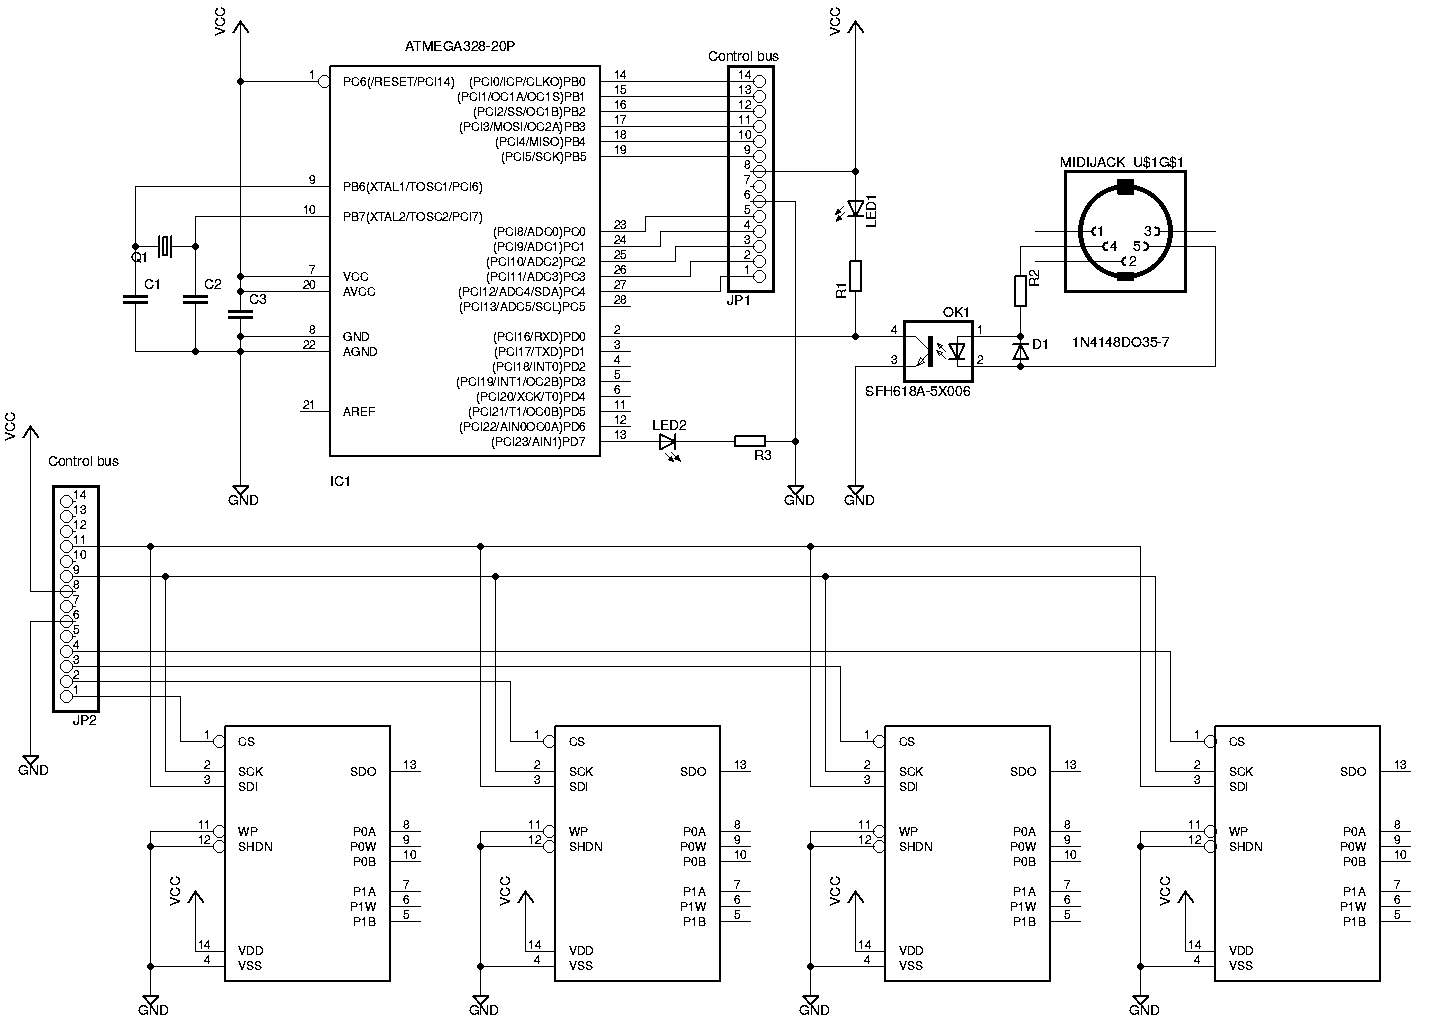 VCC
ATMEGA328-20P
1 PC6(/RESET/PCI14)
9 PB6(XTAL1/TOSC1/PCI6)
10 PB7(XTAL2/TOSC2/PCI7)
7 VCC
20 AVCC
8 GND
22 AGND
21 AREF
(PCI0/ICP/CLKO)PB0 14
(PCI1/OC1A/OC1S)PB1 15
(PCI2/SS/OC1B)PB2 16
(PCI3/MOSI/OC2A)PB3 17
(PCI4/MISO)PB4 18
(PCI5/SCK)PB5 19
(PCI8/ADC0)PC0 23
(PCI9/ADC1)PC1 24
(PCI10/ADC2)PC2 25
(PCI11/ADC3)PC3 26
(PCI12/ADC4/SDA)PC4 27
(PCI13/ADC5/SCL)PC5 28
(PCI16/RXD)PD0 2
(PCI17/TXD)PD1 3
(PCI18/INT0)PD2 4
(PCI19/INT1/OC2B)PD3 5
(PCI20/XCK/T0)PD4 6
(PCI21/T1/OC0B)PD5 11
(PCI22/AIN0OC0A)PD6 12
(PCI23/AIN1)PD7 13
IC1
Q1
C1
C2
C3
GND
Control bus
14
13
12
11
10
9
8
7
6
5
4
3
2
1
JP1
VCC
LED1
R1
LED2
R3
GND
GND
MIDIJACK U$1G$1
1
3
4
5
2
R2
OK1
4
1
3
2
SFH618A-5X006
D1
1N4148DO35-7
VCC
Control bus
14
13
12
11
10
9
8
7
6
5
4
3
2
1
JP2
GND
1 CS
2 SCK
3 SDI
11 WP
12 SHDN
VCC
14 VDD
4 VSS
SDO 13
P0A 8
P0W 9
P0B 10
P1A 7
P1W 6
P1B 5
GND
1 CS
2 SCK
3 SDI
11 WP
12 SHDN
VCC
14 VDD
4 VSS
SDO 13
P0A 8
P0W 9
P0B 10
P1A 7
P1W 6
P1B 5
GND
1 CS
2 SCK
3 SDI
11 WP
12 SHDN
VCC
14 VDD
4 VSS
SDO 13
P0A 8
P0W 9
P0B 10
P1A 7
P1W 6
P1B 5
GND
1 CS
2 SCK
3 SDI
11 WP
12 SHDN
VCC
14 VDD
4 VSS
SDO 13
P0A 8
P0W 9
P0B 10
P1A 7
P1W 6
P1B 5
GND